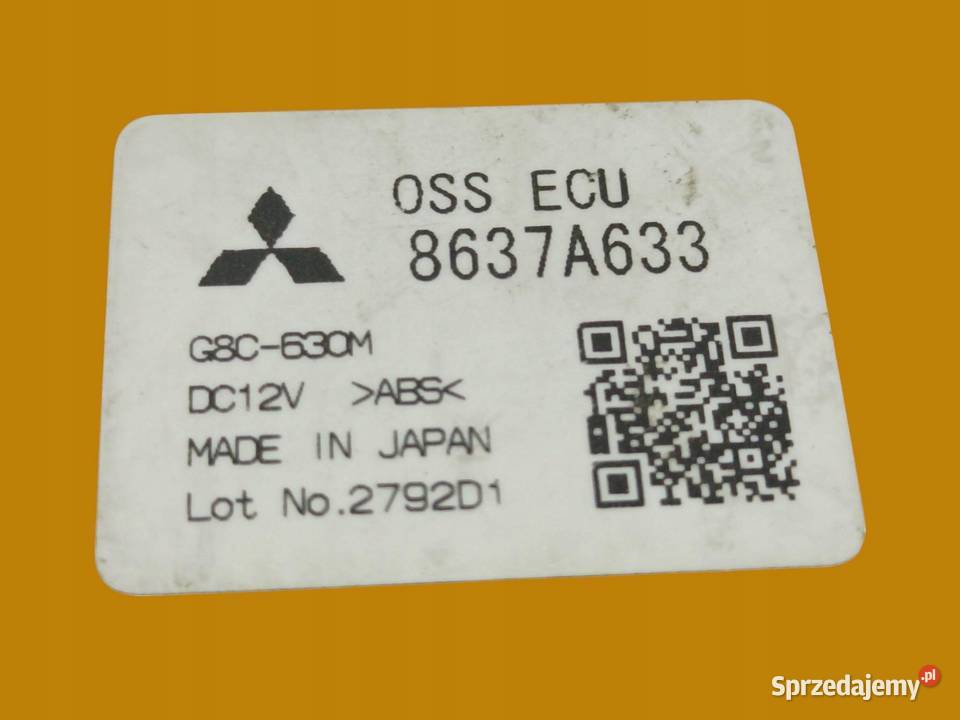 OSS ECU
8637A633
G8C-630M
DC12V >ABS<
MADE IN JAPAN
Lot No.2792D1
Sprzedajemy.pl